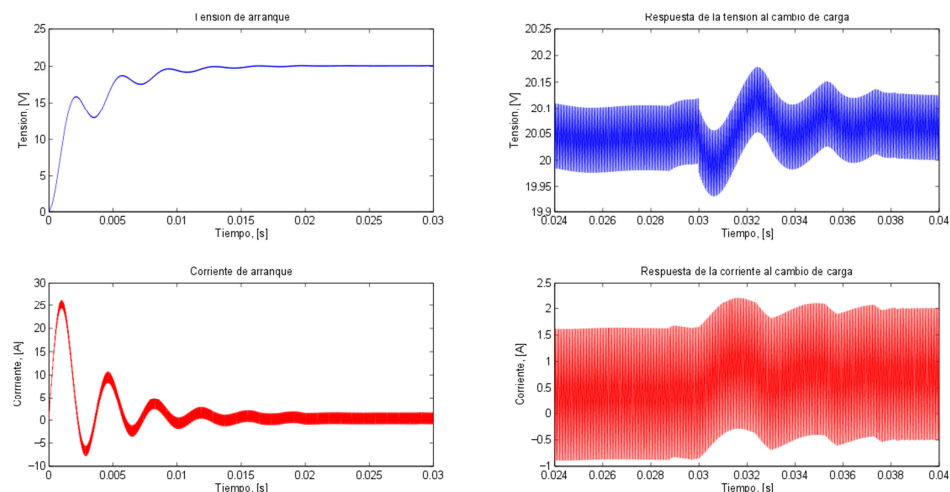 Tension de arranque
25
20
15
10
5
0
Tension, [V]
0 0.005 0.01 0.015 0.02 0.025 0.03
Tiempo, [s]
Respuesta de la tension al cambio de carga
20.25
20.2
20.15
20.1
20.05
20
19.95
19.9
Tension, [V]
0.024 0.026 0.028 0.03 0.032 0.034 0.036 0.038 0.04
Tiempo, [s]
Corriente de arranque
30
25
20
15
10
5
0
-5
-10
Corrriente, [A]
0 0.005 0.01 0.015 0.02 0.025 0.03
Tiempo, [s]
Respuesta de la corriente al cambio de carga
2.5
2
1.5
1
0.5
0
-0.5
-1
Corriente, [A]
0.024 0.026 0.028 0.03 0.032 0.034 0.036 0.038 0.04
Tiempo, [s]